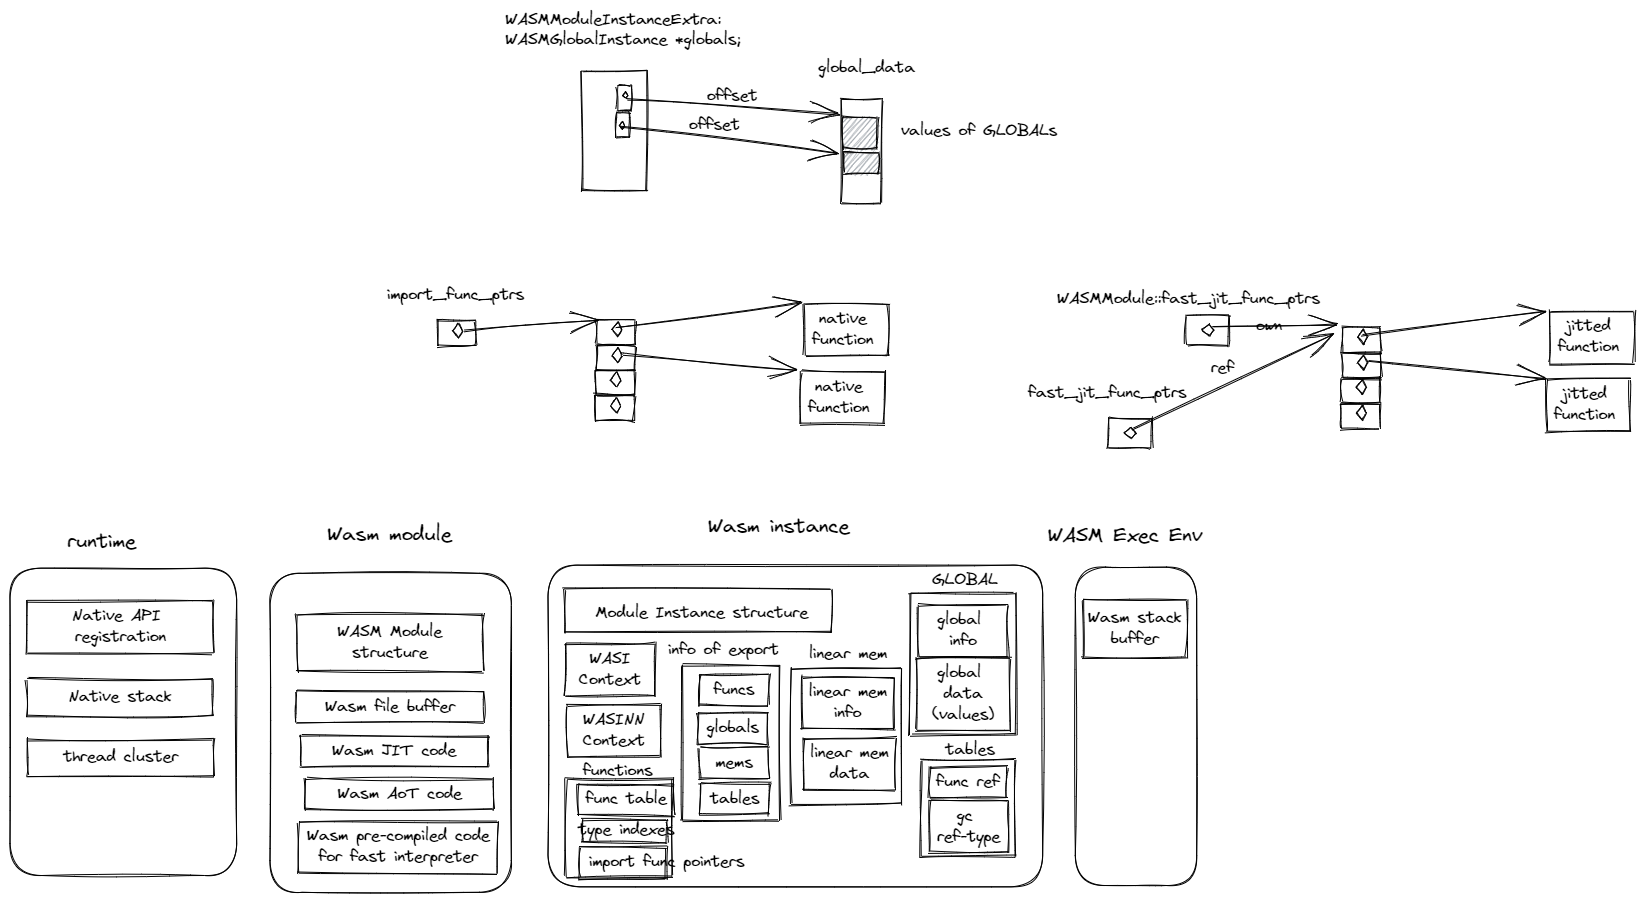 WASMModuleInstanceExtra:
WASMGlobalInstance *globals;
global_data
offset
offset
values of GLOBALs
import_func_ptrs
native
function
native
function
WASMModule::fast_jit_func_ptrs
own
ref
fast_jit_func_ptrs
jitted
function
jitted
function
runtime
Native API
registration
Native stack
thread cluster
Wasm module
WASM Module
structure
Wasm file buffer
Wasm JIT code
Wasm AoT code
Wasm pre-compiled code
for fast interpreter
Wasm instance
Module Instance structure
WASI
Context
WASINN
Context
functions
func table
type indexes
import func pointers
info of export
funcs
globals
mems
tables
linear mem
linear mem
info
linear mem
data
GLOBAL
global
info
global
data
(values)
tables
func ref
gc
ref-type
WASM Exec Env
Wasm stack
buffer